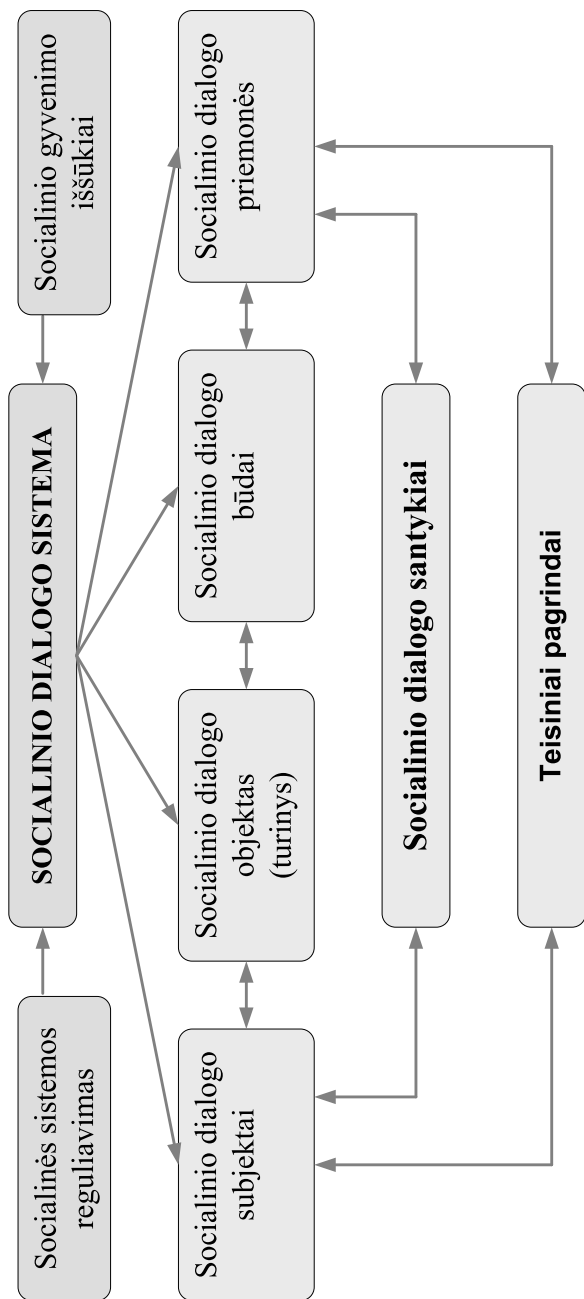 Socialinės sistemos
reguliavimas
SOCIALINIO DIALOGO SISTEMA
Socialinio gyvenimo
iššūkiai
Socialinio dialogo
subjektai
Socialinio dialogo
objektas
(turinys)
Socialinio dialogo
būdai
Socialinio dialogo
priemonės
Socialinio dialogo santykiai
Teisiniai pagrindai